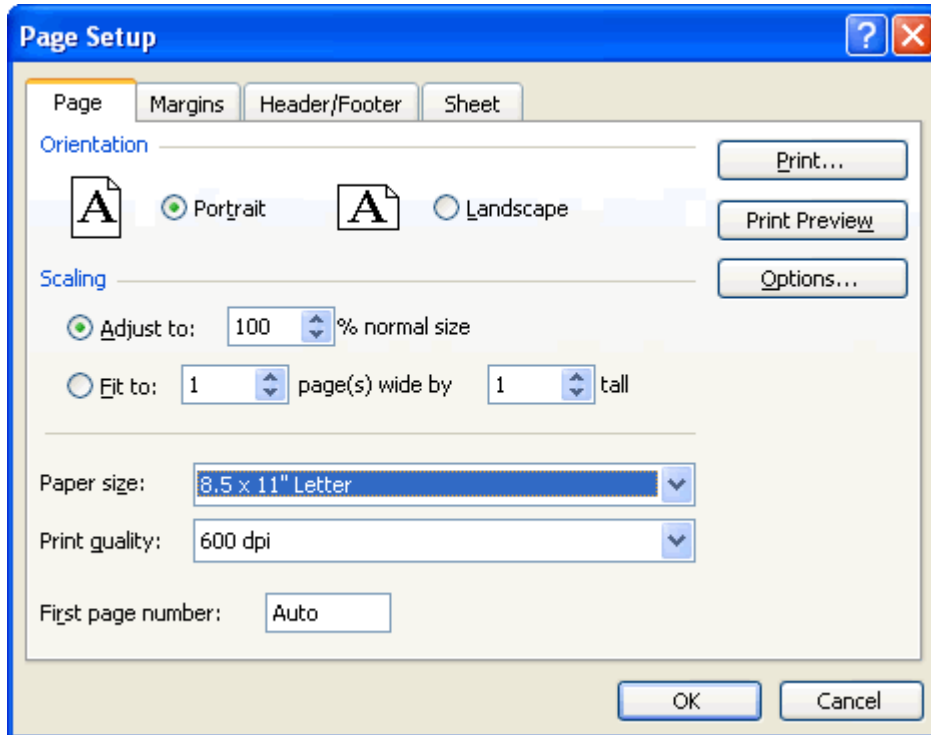 Page Setup
Page Margins Header/Footer Sheet
Orientation
Print...
A Portrait A Landscape
Print Preview
Scaling
Options...
Adjust to: 100 % normal size
Fit to: 1 page(s) wide by 1 tall
Paper size: 8.5 x 11" Letter
Print quality: 600 dpi
First page number: Auto
OK Cancel